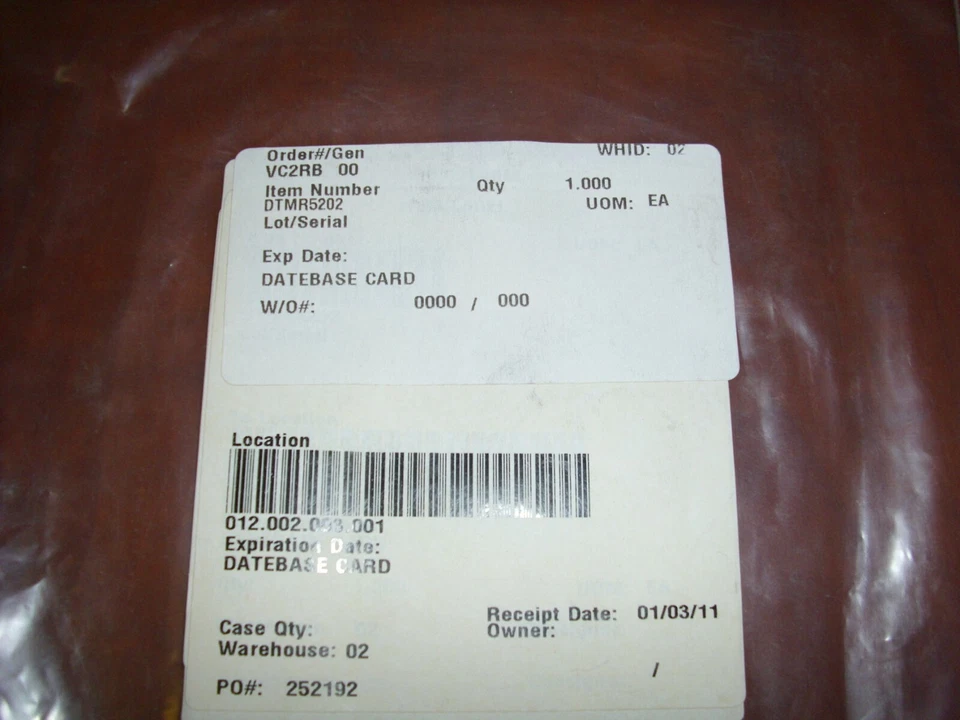 Order#/Gen WHID: 02
VC2RB 00
Item Number Qty 1.000
DTMR5202 UOM: EA
Lot/Serial
Exp Date:
DATEBASE CARD
W/O#: 0000 / 000
Location
012.002.003.001
Expiration Date:
DATEBASE CARD
Receipt Date: 01/03/11
Case Qty: Owner:
Warehouse: 02
/
PO#: 252192